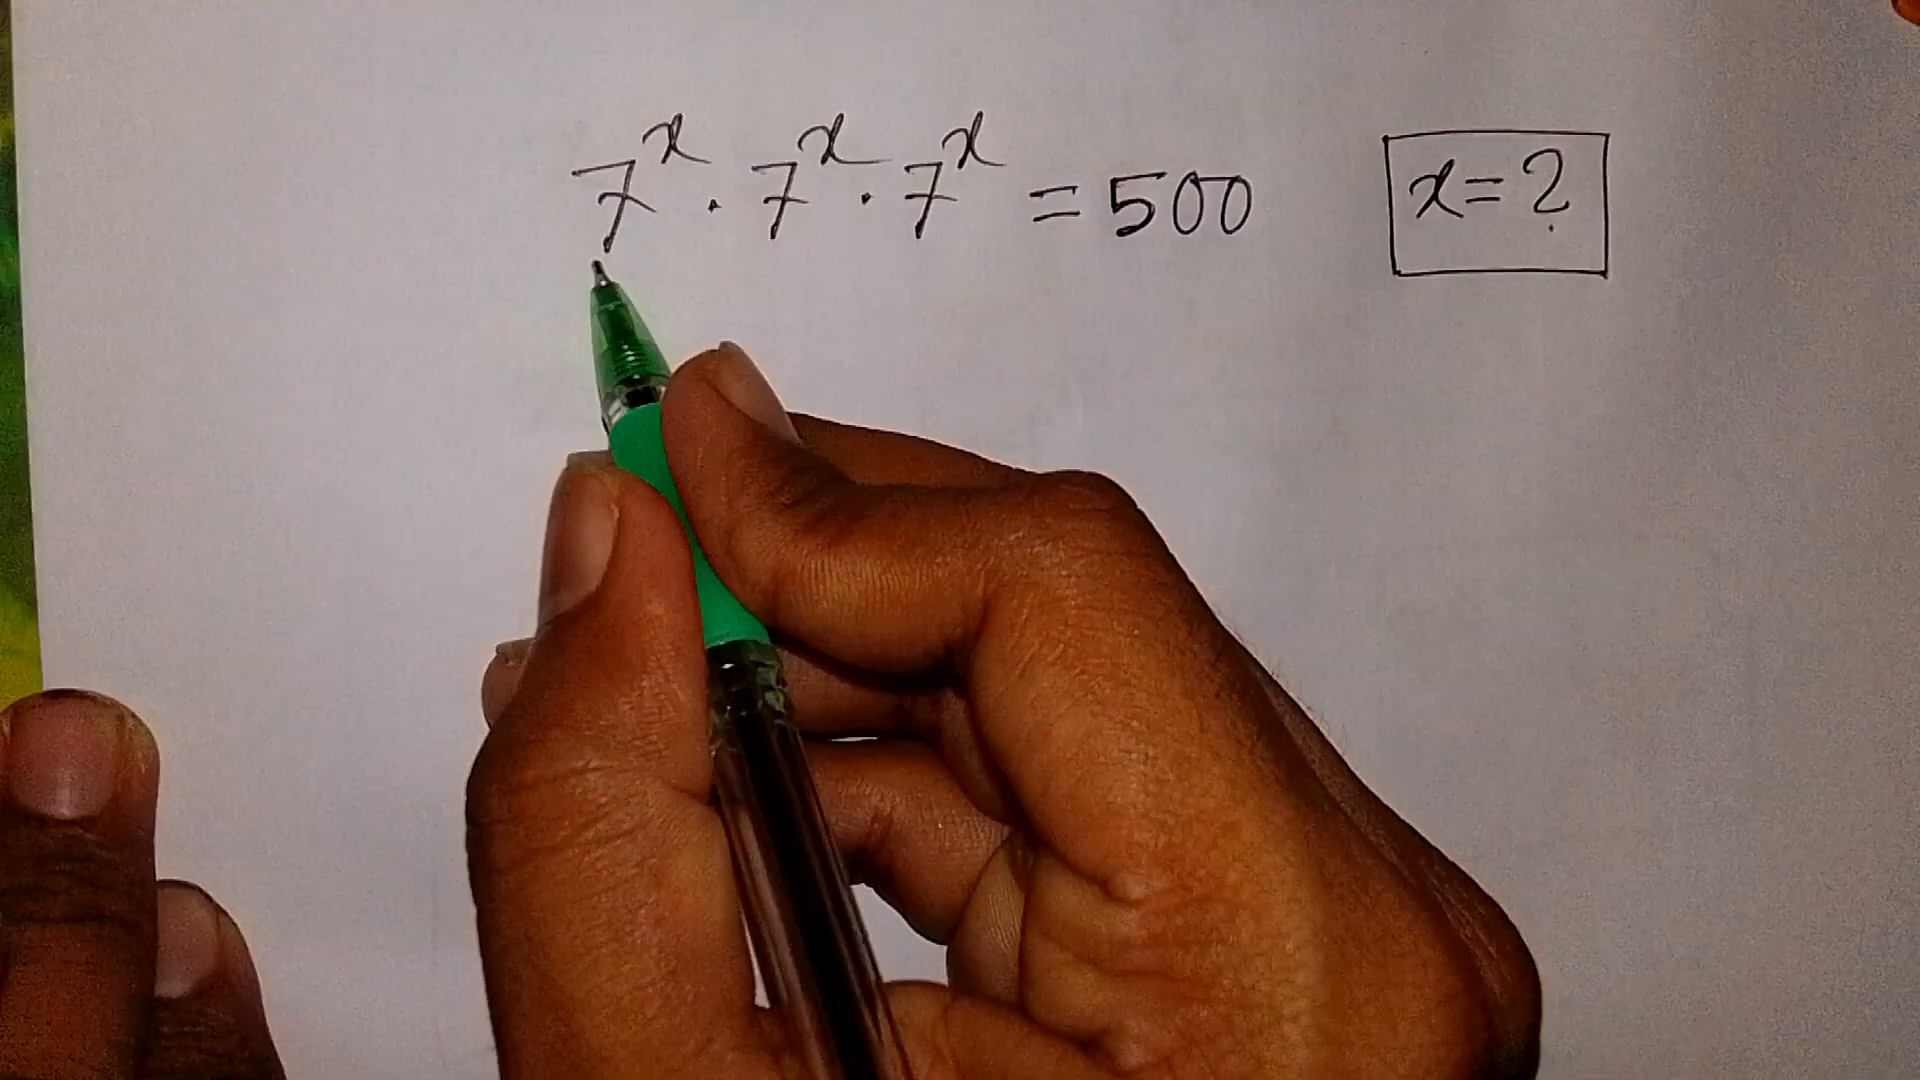 7^x · 7^x · 7^x = 500
x = ?